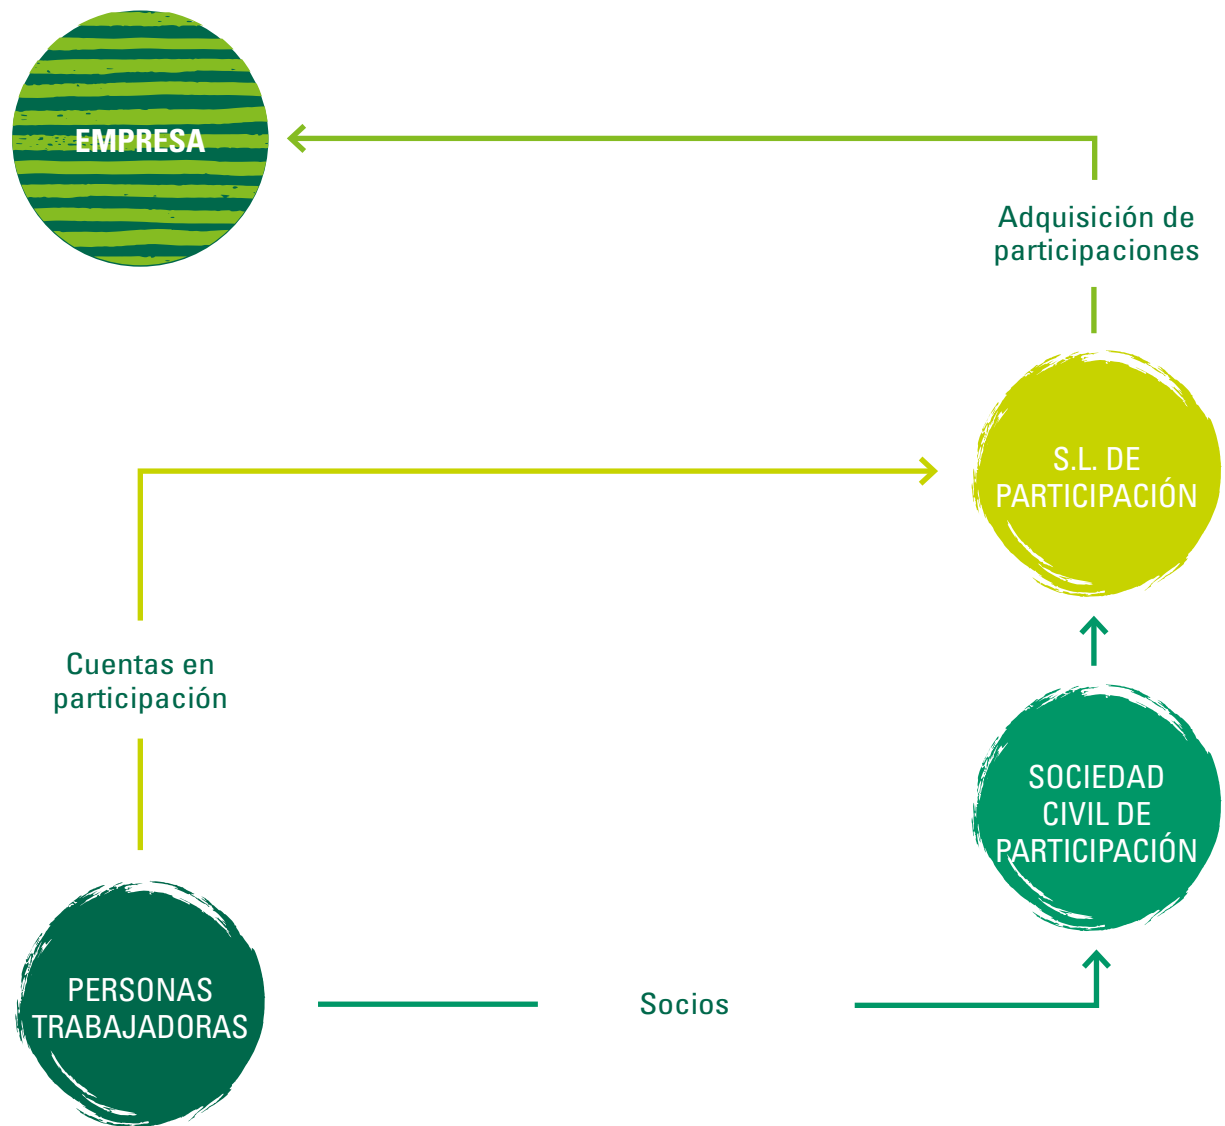 EMPRESA
Adquisición de
participaciones
S.L. DE
PARTICIPACIÓN
Cuentas en
participación
SOCIEDAD
CIVIL DE
PARTICIPACIÓN
PERSONAS
TRABAJADORAS
Socios